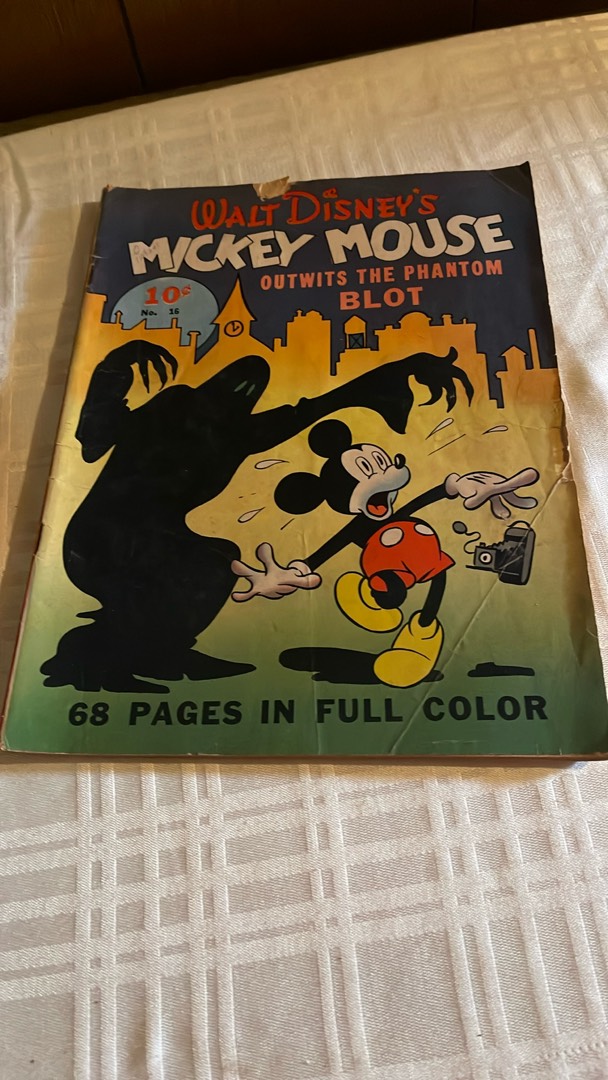 WALT DISNEY'S
MICKEY MOUSE
OUTWITS THE PHANTOM
BLOT
10¢
No. 16
68 PAGES IN FULL COLOR